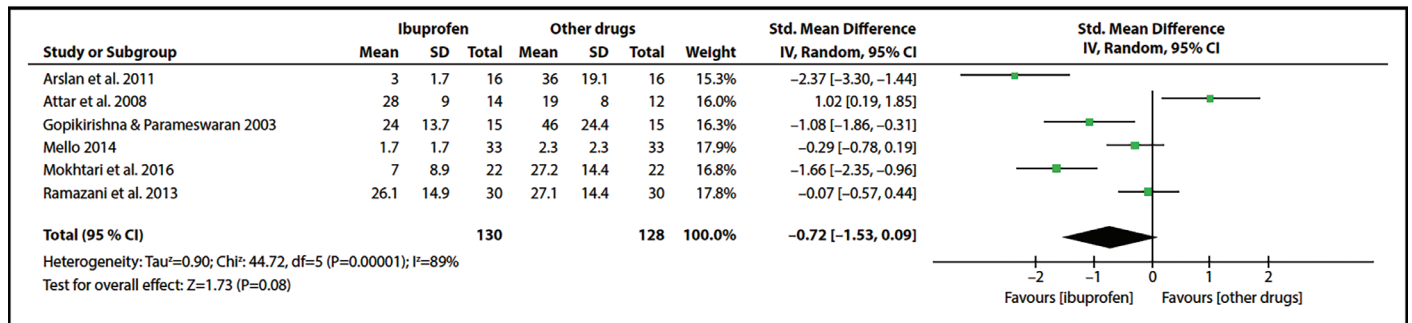 Ibuprofen Other drugs Std. Mean Difference Std. Mean Difference
Study or Subgroup Mean SD Total Mean SD Total Weight IV, Random, 95% CI IV, Random, 95% CI
Arslan et al. 2011 3 1.7 16 36 19.1 16 15.3% −2.37 [−3.30, −1.44]
Attar et al. 2008 28 9 14 19 8 12 16.0% 1.02 [0.19, 1.85]
Gopikirishna & Parameswaran 2003 24 13.7 15 46 24.4 15 16.3% −1.08 [−1.86, −0.31]
Mello 2014 1.7 1.7 33 2.3 2.3 33 17.9% −0.29 [−0.78, 0.19]
Mokhtari et al. 2016 7 8.9 22 27.2 14.4 22 16.8% −1.66 [−2.35, −0.96]
Ramazani et al. 2013 26.1 14.9 30 27.1 14.4 30 17.8% −0.07 [−0.57, 0.44]
Total (95 % CI) 130 128 100.0% −0.72 [−1.53, 0.09]
Heterogeneity: Tau²=0.90; Chi²: 44.72, df=5 (P=0.00001); I²=89%
Test for overall effect: Z=1.73 (P=0.08)
−2 −1 0 1 2
Favours [ibuprofen] Favours [other drugs]